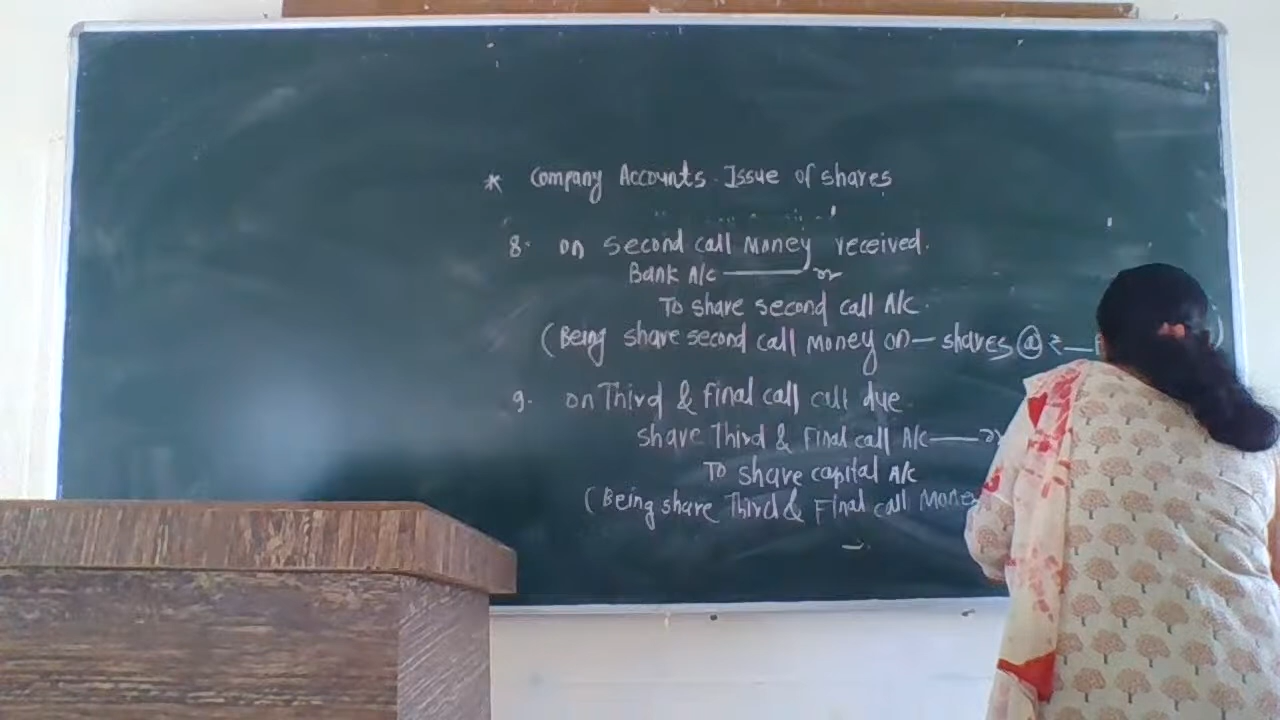 * Company Accounts. Issue of shares
8. on second call Money received.
Bank A/c ——— Dr
To share second call A/c.
(Being share second call Money on — shares @ ₹ — )
9. on Third & Final call call due
share Third & Final call A/c —— Dr
To share capital A/c
(Being share Third & Final call Money